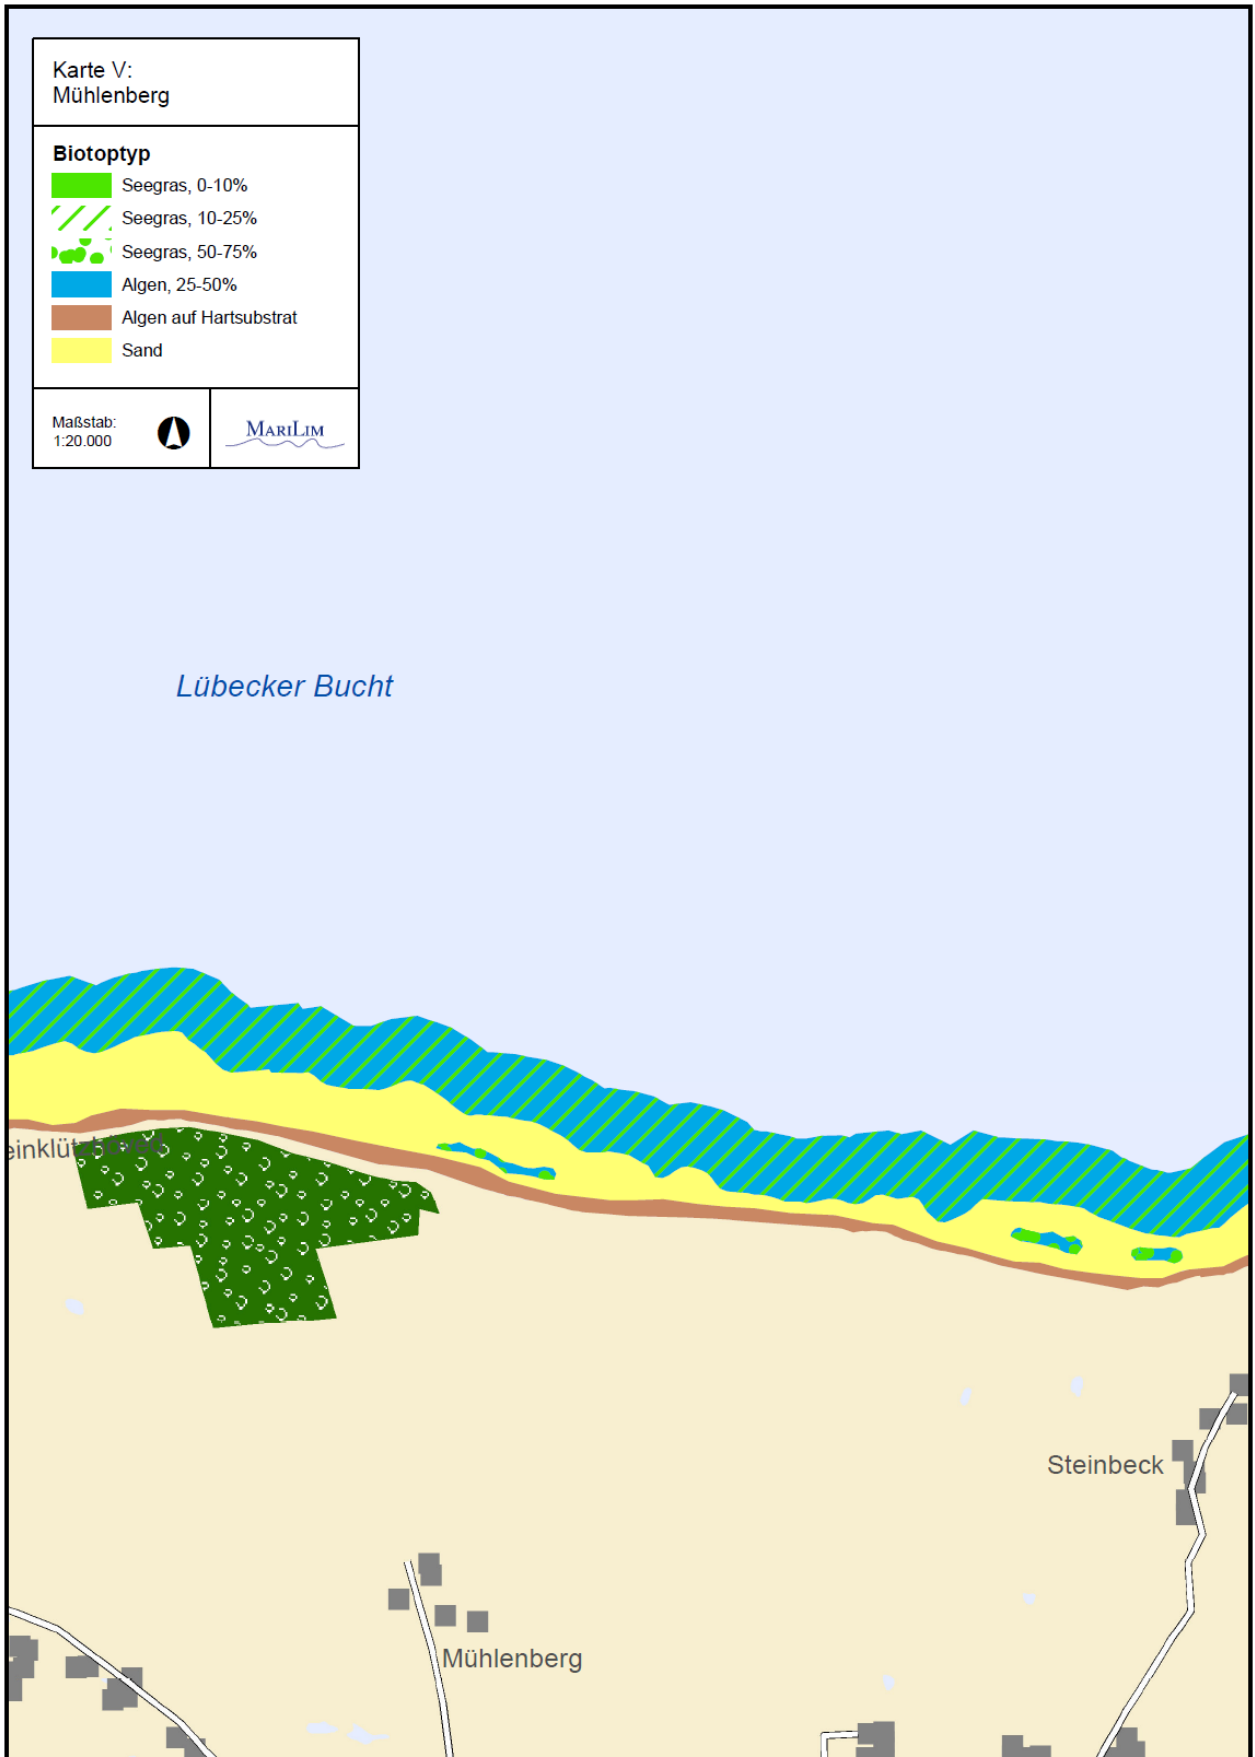 Karte V:
Mühlenberg
Biotoptyp
Seegras, 0-10%
Seegras, 10-25%
Seegras, 50-75%
Algen, 25-50%
Algen auf Hartsubstrat
Sand
Maßstab:
1:20.000
MARILIM
Lübecker Bucht
einklützhöved
Steinbeck
Mühlenberg